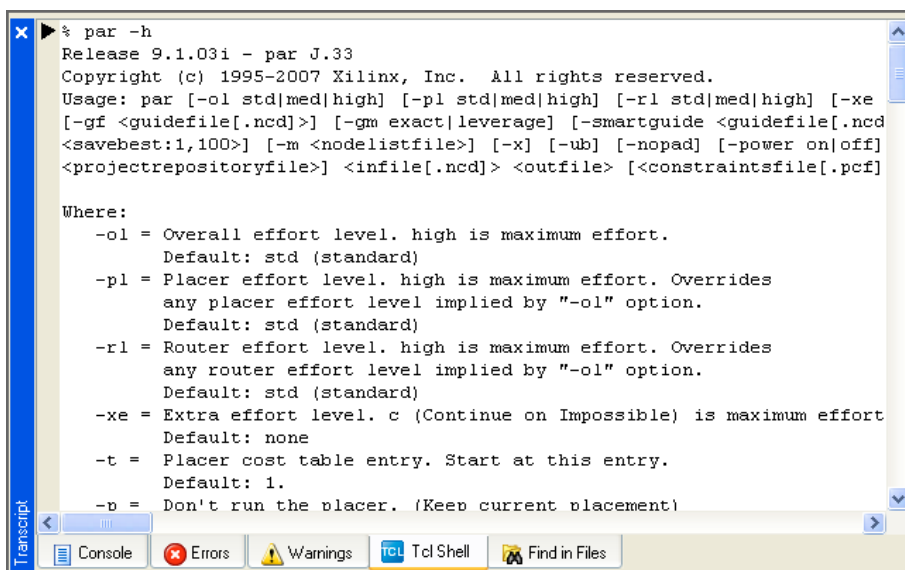 % par -h
Release 9.1.03i - par J.33
Copyright (c) 1995-2007 Xilinx, Inc.  All rights reserved.
Usage: par [-ol std|med|high] [-pl std|med|high] [-rl std|med|high] [-xe
[-gf <guidefile[.ncd]>] [-gm exact|leverage] [-smartguide <guidefile[.ncd
<savebest:1,100>] [-m <nodelistfile>] [-x] [-ub] [-nopad] [-power on|off]
<projectrepositoryfile>] <infile[.ncd]> <outfile> [<constraintsfile[.pcf]
Where:
-ol = Overall effort level. high is maximum effort.
Default: std (standard)
-pl = Placer effort level. high is maximum effort. Overrides
any placer effort level implied by "-ol" option.
Default: std (standard)
-rl = Router effort level. high is maximum effort. Overrides
any router effort level implied by "-ol" option.
Default: std (standard)
-xe = Extra effort level. c (Continue on Impossible) is maximum effort
Default: none
-t =  Placer cost table entry. Start at this entry.
Default: 1.
-p =  Don't run the placer. (Keep current placement)
Transcript
Console
Errors
Warnings
TCL Tcl Shell
Find in Files